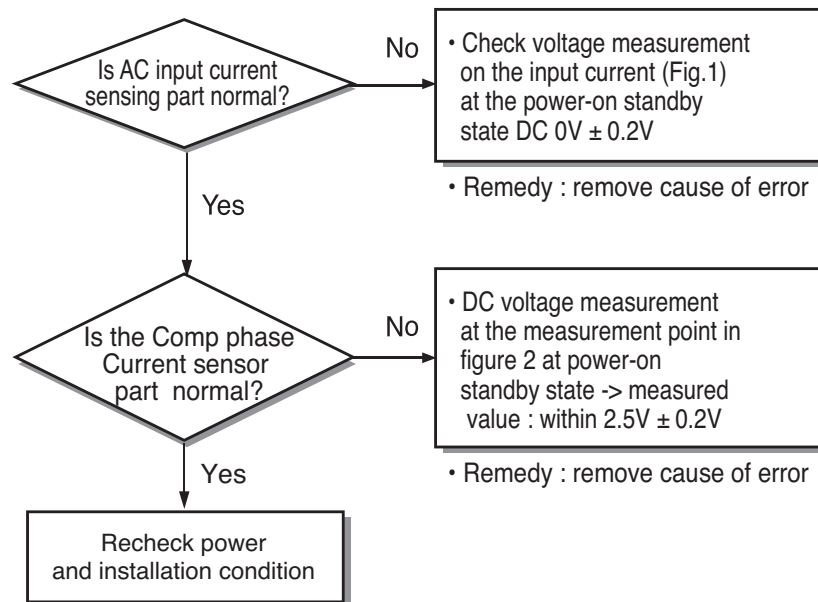 Is AC input current
sensing part normal?
No
• Check voltage measurement
on the input current (Fig.1)
at the power-on standby
state DC 0V ± 0.2V
• Remedy : remove cause of error
Yes
Is the Comp phase
Current sensor
part normal?
No
• DC voltage measurement
at the measurement point in
figure 2 at power-on
standby state -> measured
value : within 2.5V ± 0.2V
• Remedy : remove cause of error
Yes
Recheck power
and installation condition